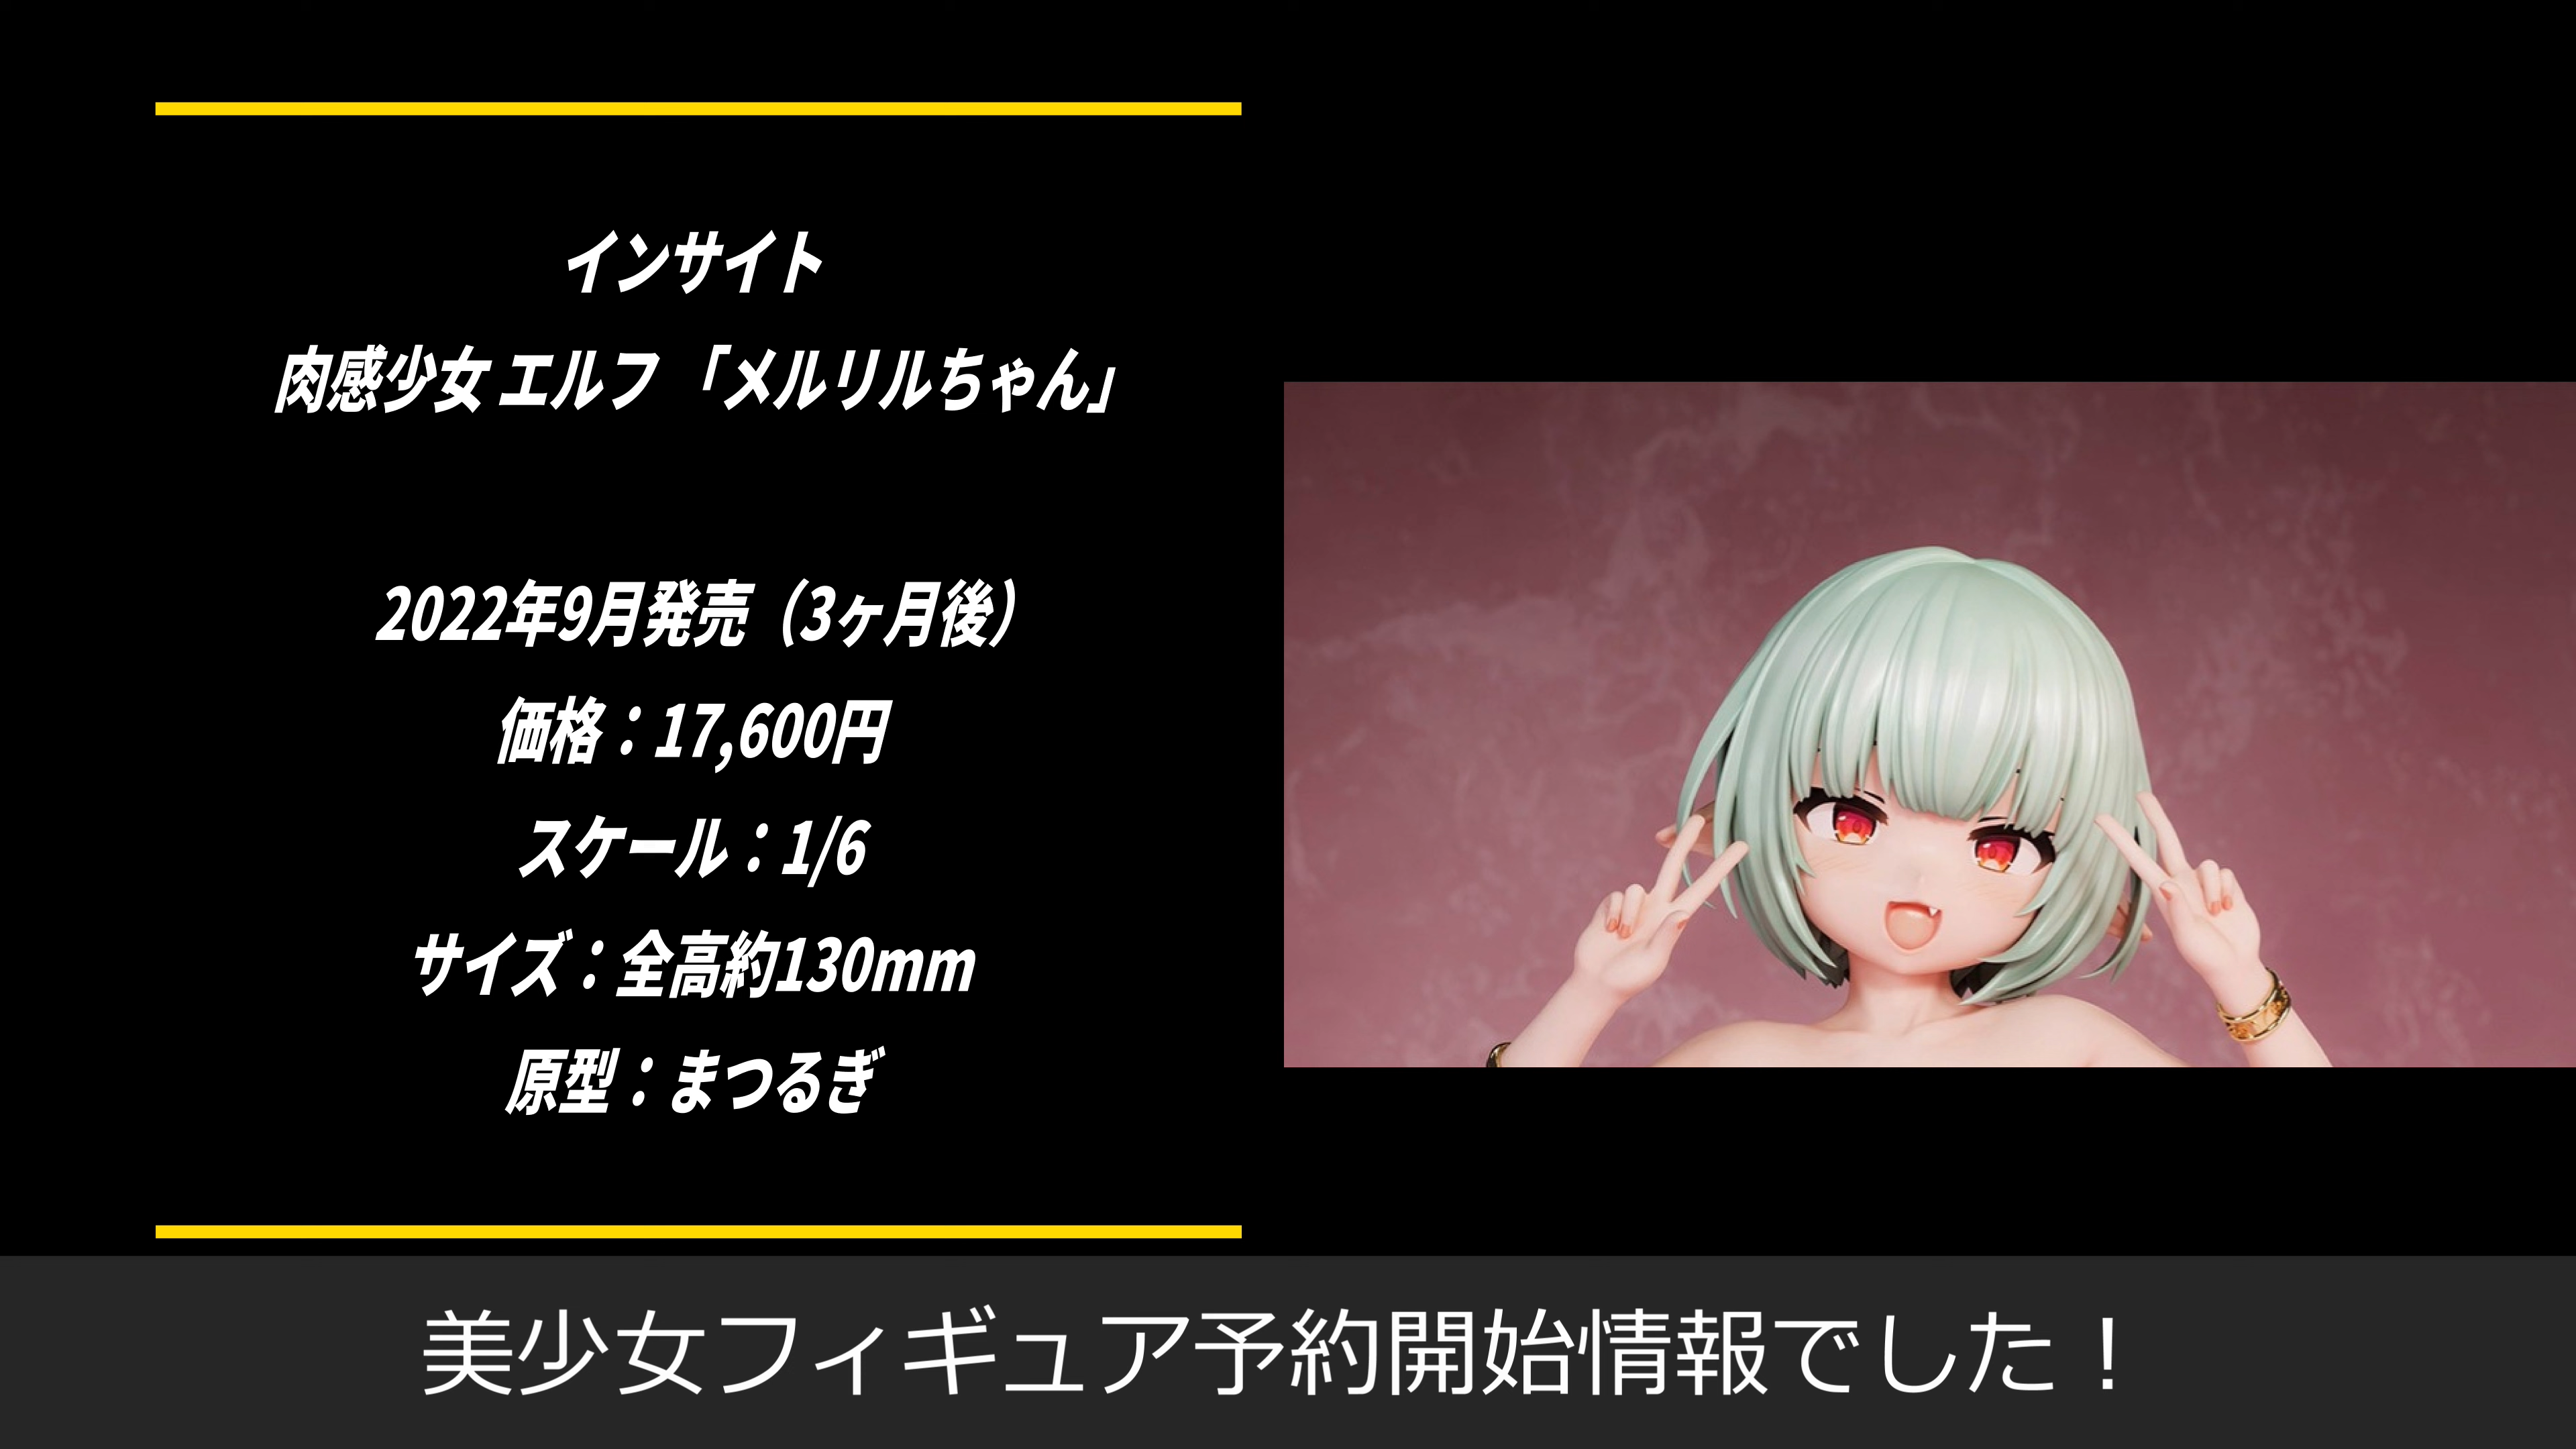 インサイト
肉感少女 エルフ 「メルリルちゃん」
2022年9月発売（3ヶ月後）
価格：17,600円
スケール：1/6
サイズ：全高約130mm
原型：まつるぎ
美少女フィギュア予約開始情報でした！